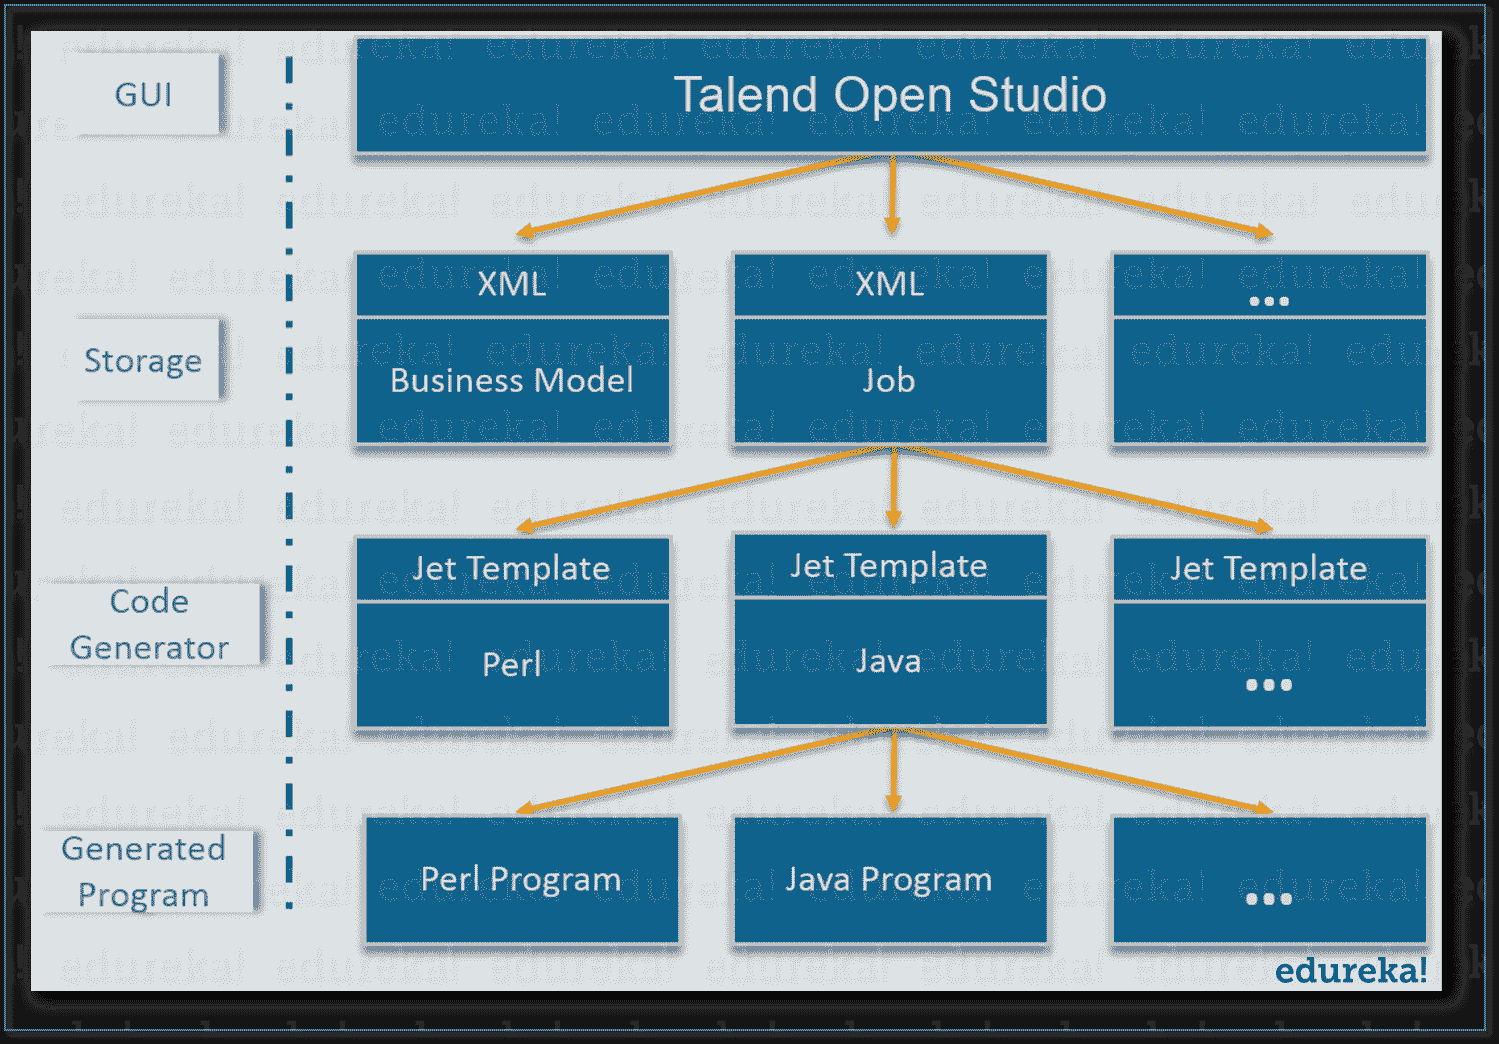 GUI
Talend Open Studio
XML
XML
...
Storage
Business Model
Job
Jet Template
Jet Template
Jet Template
Code
Generator
Perl
Java
...
Generated
Program
Perl Program
Java Program
...
edureka!